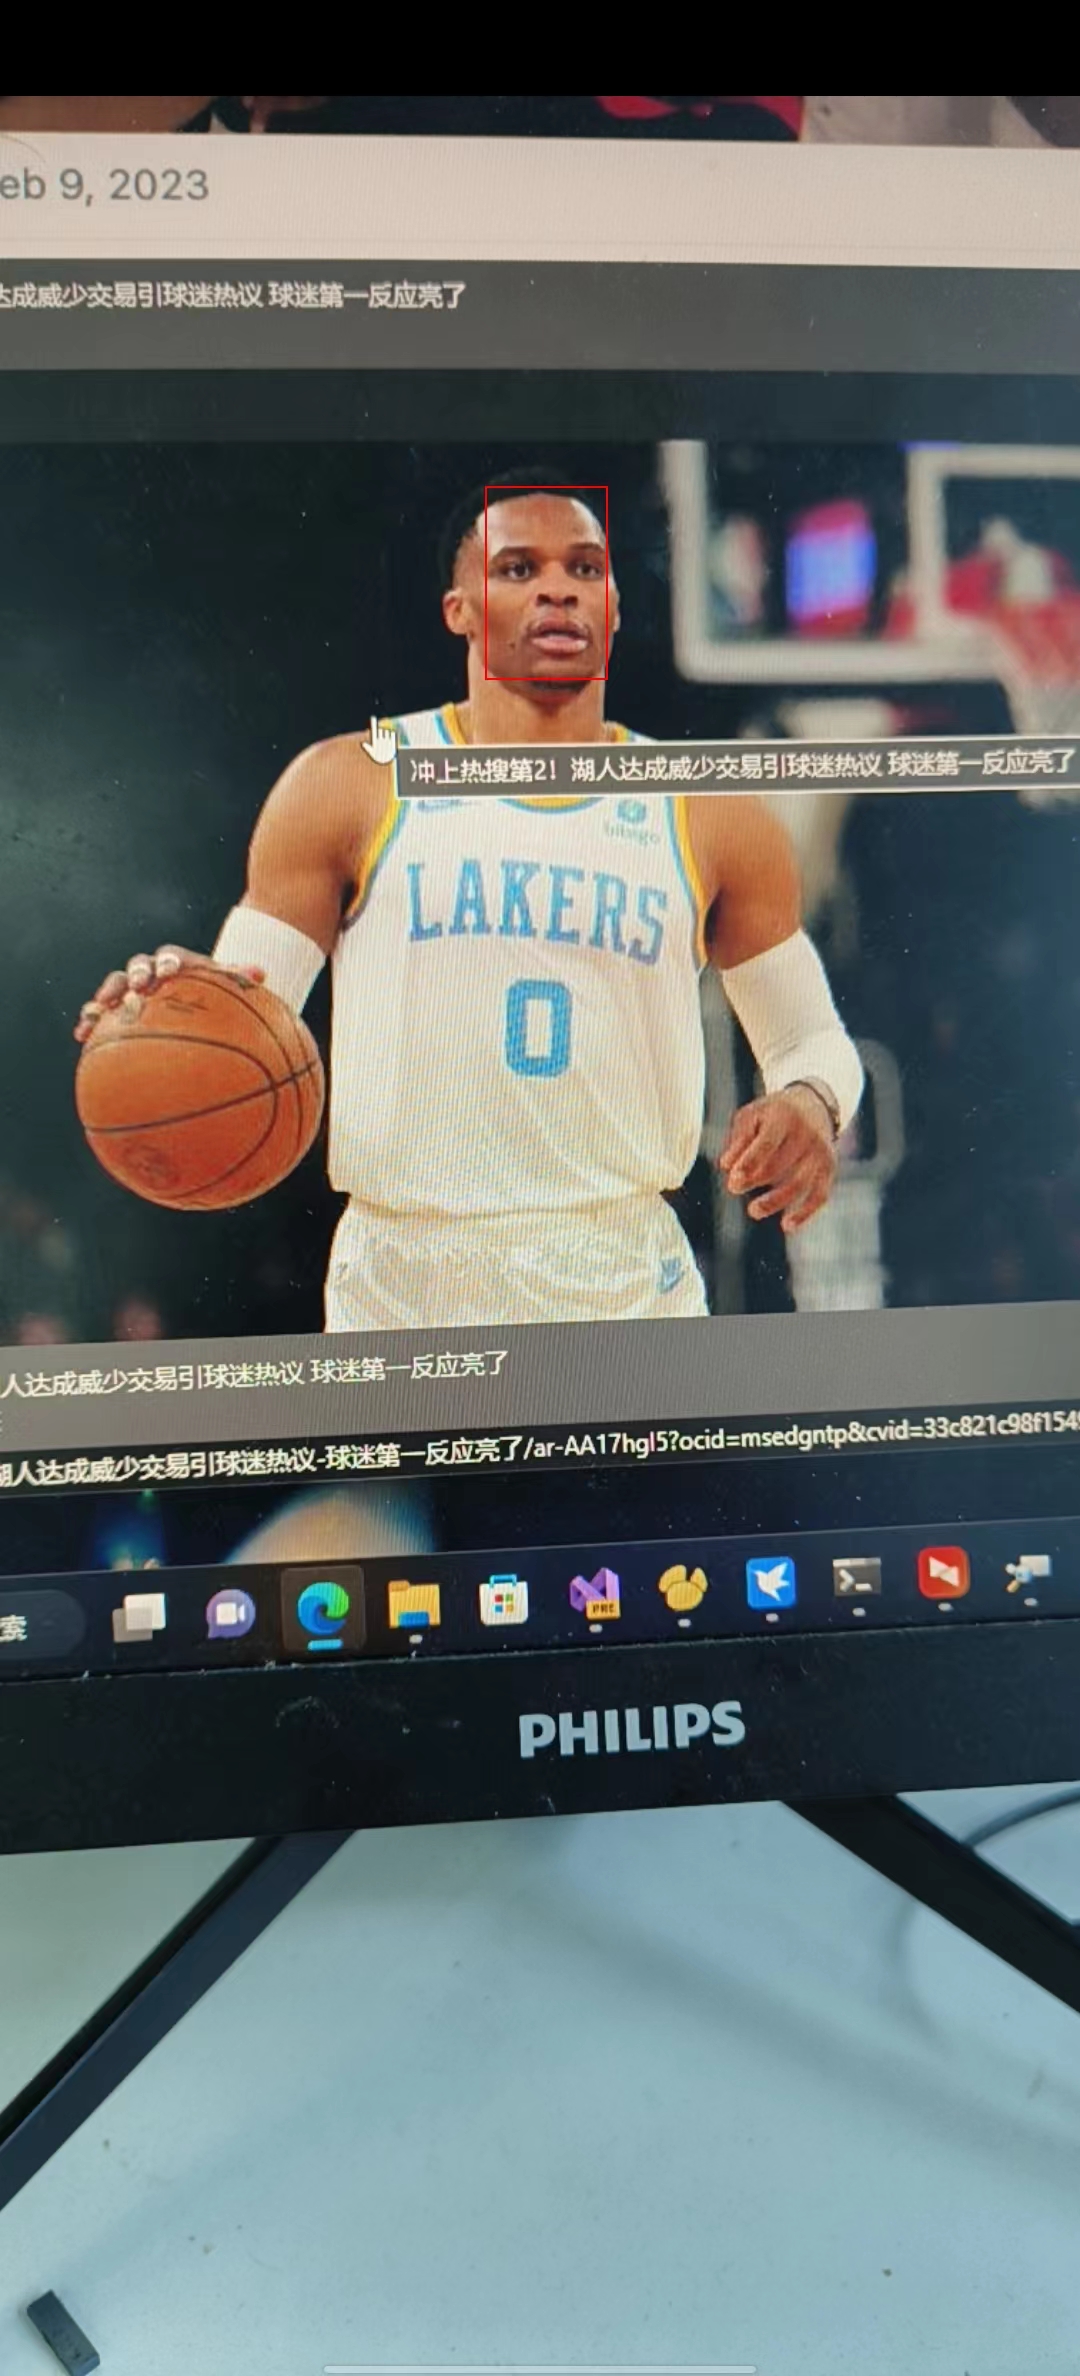 eb 9, 2023
达成威少交易引球迷热议 球迷第一反应亮了
冲上热搜第2! 湖人达成威少交易引球迷热议 球迷第一反应亮了
bibigo
LAKERS
0
人达成威少交易引球迷热议 球迷第一反应亮了
湖人达成威少交易引球迷热议-球迷第一反应亮了/ar-AA17hgl5?ocid=msedgntp&cvid=33c821c98f1549
索
PRE
PHILIPS